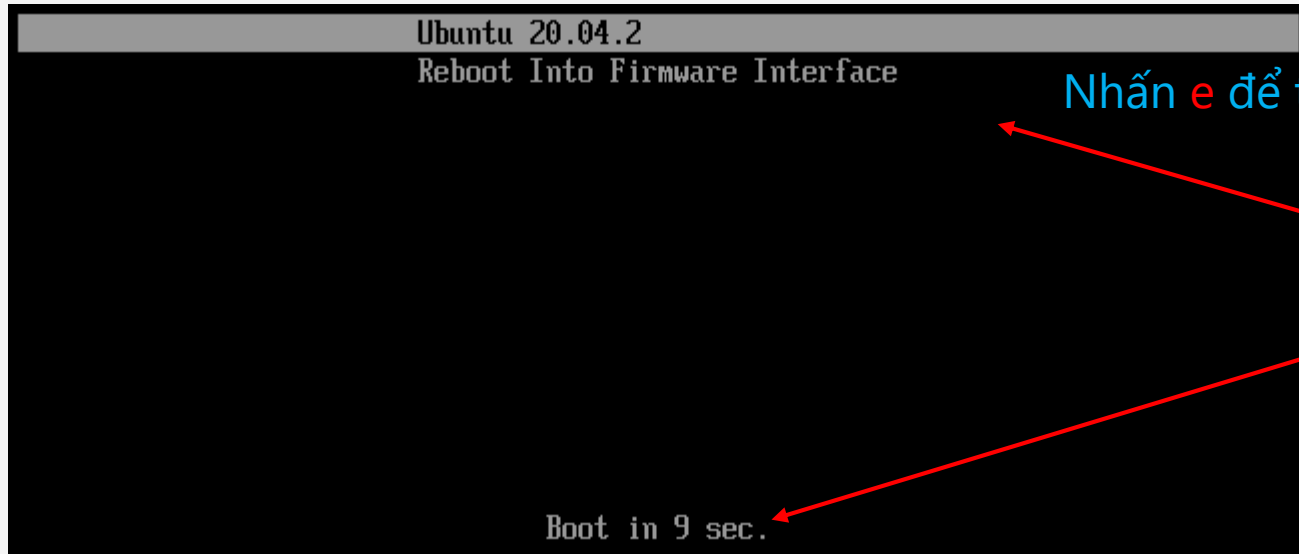 Ubuntu 20.04.2
Reboot Into Firmware Interface
Nhấn e để
Boot in 9 sec.